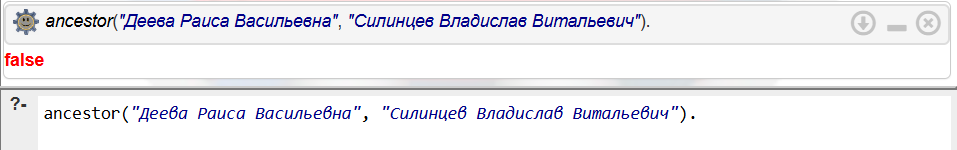 ancestor("Деева Раиса Васильевна", "Силинцев Владислав Витальевич").
false
?- ancestor("Деева Раиса Васильевна", "Силинцев Владислав Витальевич").